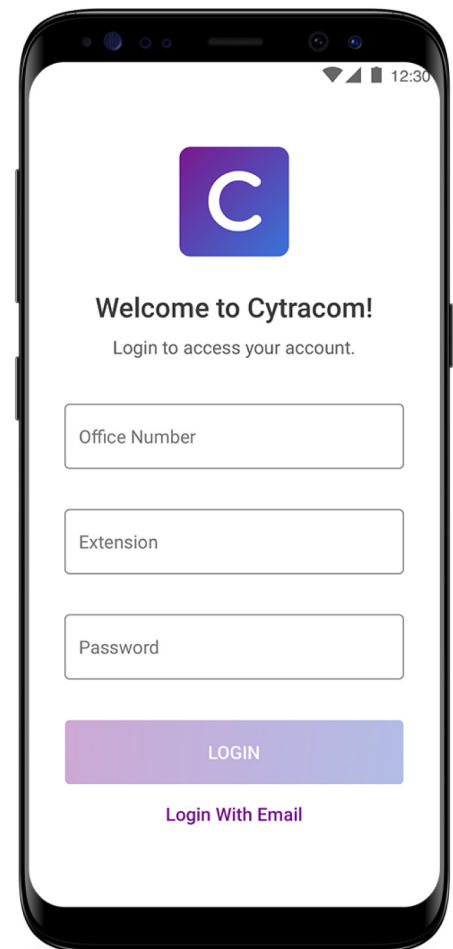 12:30
C
Welcome to Cytracom!
Login to access your account.
Office Number
Extension
Password
LOGIN
Login With Email